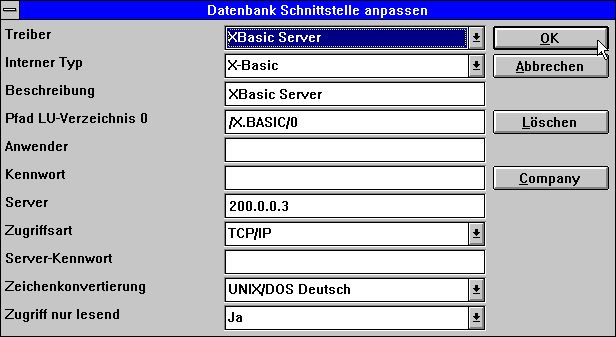 Datenbank Schnittstelle anpassen
Treiber XBasic Server OK
Interner Typ X-Basic Abbrechen
Beschreibung XBasic Server
Pfad LU-Verzeichnis 0 /X.BASIC/0 Löschen
Anwender
Kennwort Company
Server 200.0.0.3
Zugriffsart TCP/IP
Server-Kennwort
Zeichenkonvertierung UNIX/DOS Deutsch
Zugriff nur lesend Ja